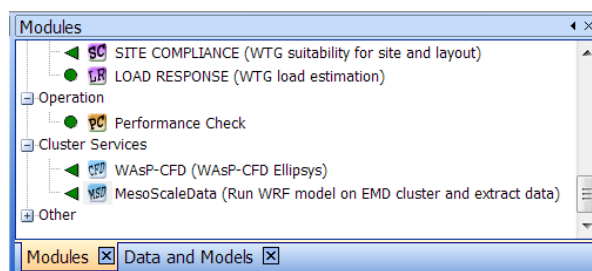 Modules
SC SITE COMPLIANCE (WTG suitability for site and layout)
LR LOAD RESPONSE (WTG load estimation)
Operation
PC Performance Check
Cluster Services
CFD WAsP-CFD (WAsP-CFD Ellipsys)
MSD MesoScaleData (Run WRF model on EMD cluster and extract data)
Other
Modules Data and Models